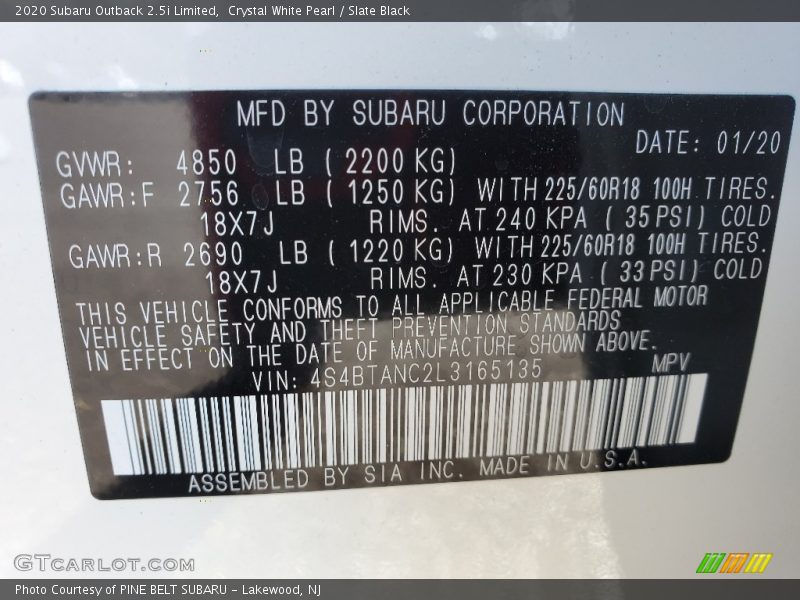 2020 Subaru Outback 2.5i Limited,  Crystal White Pearl / Slate Black
MFD BY SUBARU CORPORATION
DATE: 01/20
GVWR: 4850 LB ( 2200 KG)
GAWR:F 2756 LB ( 1250 KG) WITH 225/60R18 100H TIRES.
18X7J RIMS. AT 240 KPA ( 35 PSI) COLD
GAWR:R 2690 LB ( 1220 KG) WITH 225/60R18 100H TIRES.
18X7J RIMS. AT 230 KPA ( 33 PSI) COLD
THIS VEHICLE CONFORMS TO ALL APPLICABLE FEDERAL MOTOR
VEHICLE SAFETY AND THEFT PREVENTION STANDARDS
IN EFFECT ON THE DATE OF MANUFACTURE SHOWN ABOVE.
VIN: 4S4BTANC2L3165135 MPV
ASSEMBLED BY SIA INC. MADE IN U.S.A.
GTCARLOT.COM
Photo Courtesy of PINE BELT SUBARU - Lakewood, NJ